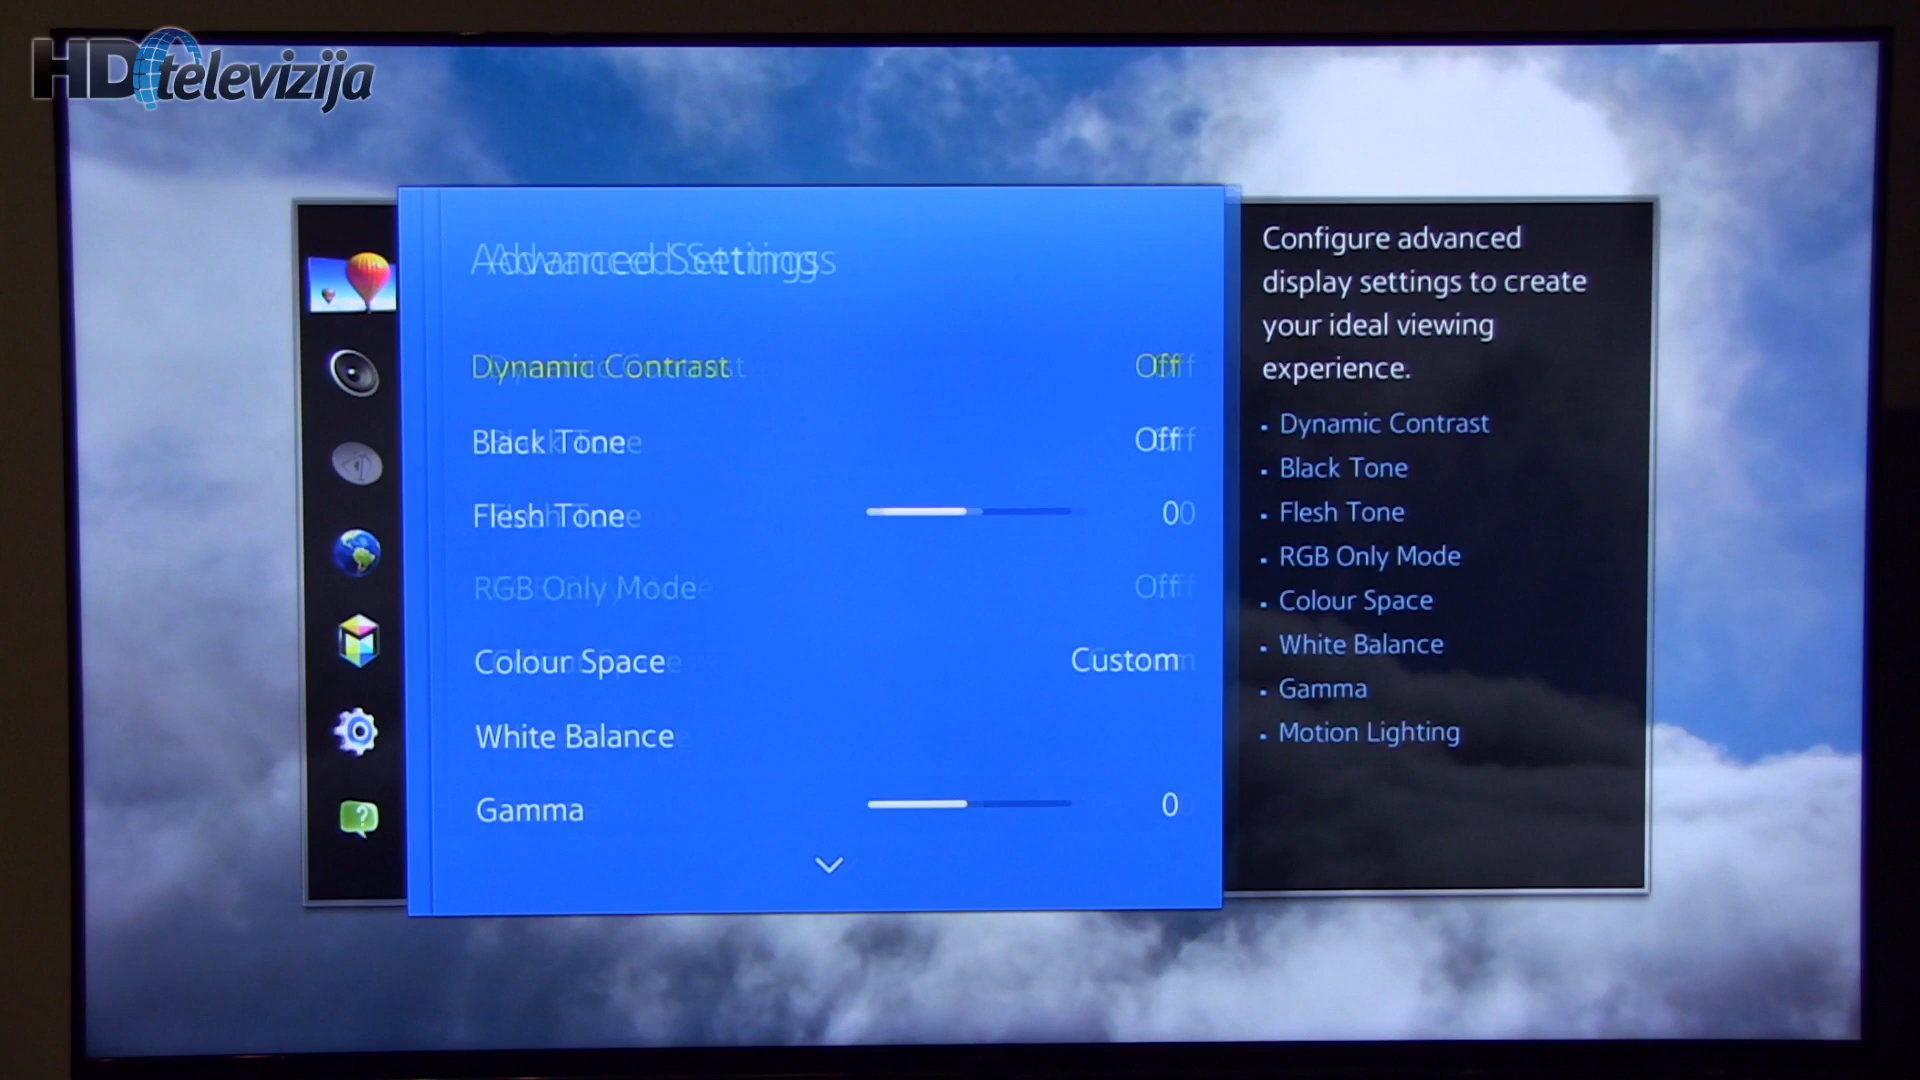 HD televizija
Advanced Settings
Dynamic Contrast Off
Black Tone Off
Flesh Tone 0
RGB Only Mode Off
Colour Space Custom
White Balance
Gamma 0
Configure advanced
display settings to create
your ideal viewing
experience.
• Dynamic Contrast
• Black Tone
• Flesh Tone
• RGB Only Mode
• Colour Space
• White Balance
• Gamma
• Motion Lighting
?